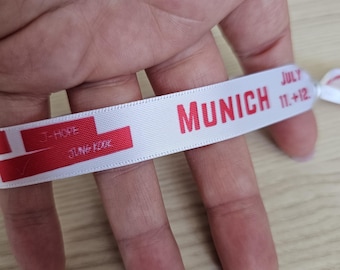 J-HOPE
JUNG KOOK
MUNICH
JULY
11.+12.